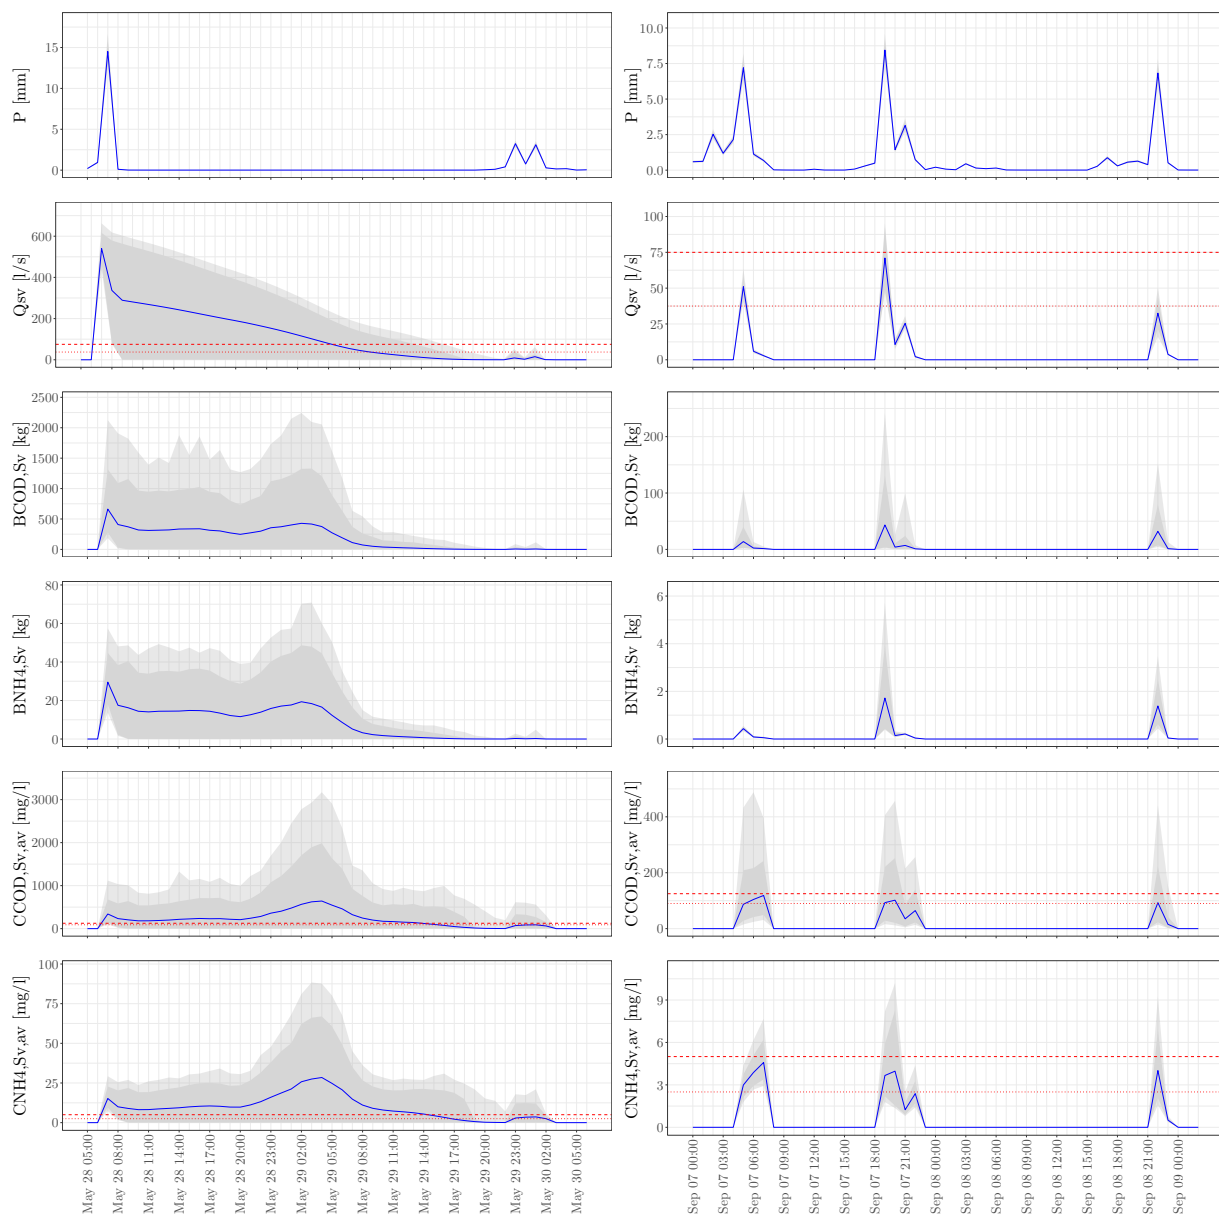 P [mm]
15
10
5
0
P [mm]
10.0
7.5
5.0
2.5
0.0
Qsv [l/s]
600
400
200
0
Qsv [l/s]
100
75
50
25
0
BCOD,Sv [kg]
2500
2000
1500
1000
500
0
BCOD,Sv [kg]
200
100
0
BNH4,Sv [kg]
80
60
40
20
0
BNH4,Sv [kg]
6
4
2
0
CCOD,Sv,av [mg/l]
3000
2000
1000
500
0
CCOD,Sv,av [mg/l]
400
200
100
0
CNH4,Sv,av [mg/l]
100
75
50
25
5
0
CNH4,Sv,av [mg/l]
9
6
3
0
May 28 05:00
May 28 08:00
May 28 11:00
May 28 14:00
May 28 17:00
May 28 20:00
May 28 23:00
May 29 02:00
May 29 05:00
May 29 08:00
May 29 11:00
May 29 14:00
May 29 17:00
May 29 20:00
May 29 23:00
May 30 02:00
May 30 05:00
Sep 07 00:00
Sep 07 03:00
Sep 07 06:00
Sep 07 09:00
Sep 07 12:00
Sep 07 15:00
Sep 07 18:00
Sep 07 21:00
Sep 08 00:00
Sep 08 03:00
Sep 08 06:00
Sep 08 09:00
Sep 08 12:00
Sep 08 15:00
Sep 08 18:00
Sep 08 21:00
Sep 09 00:00